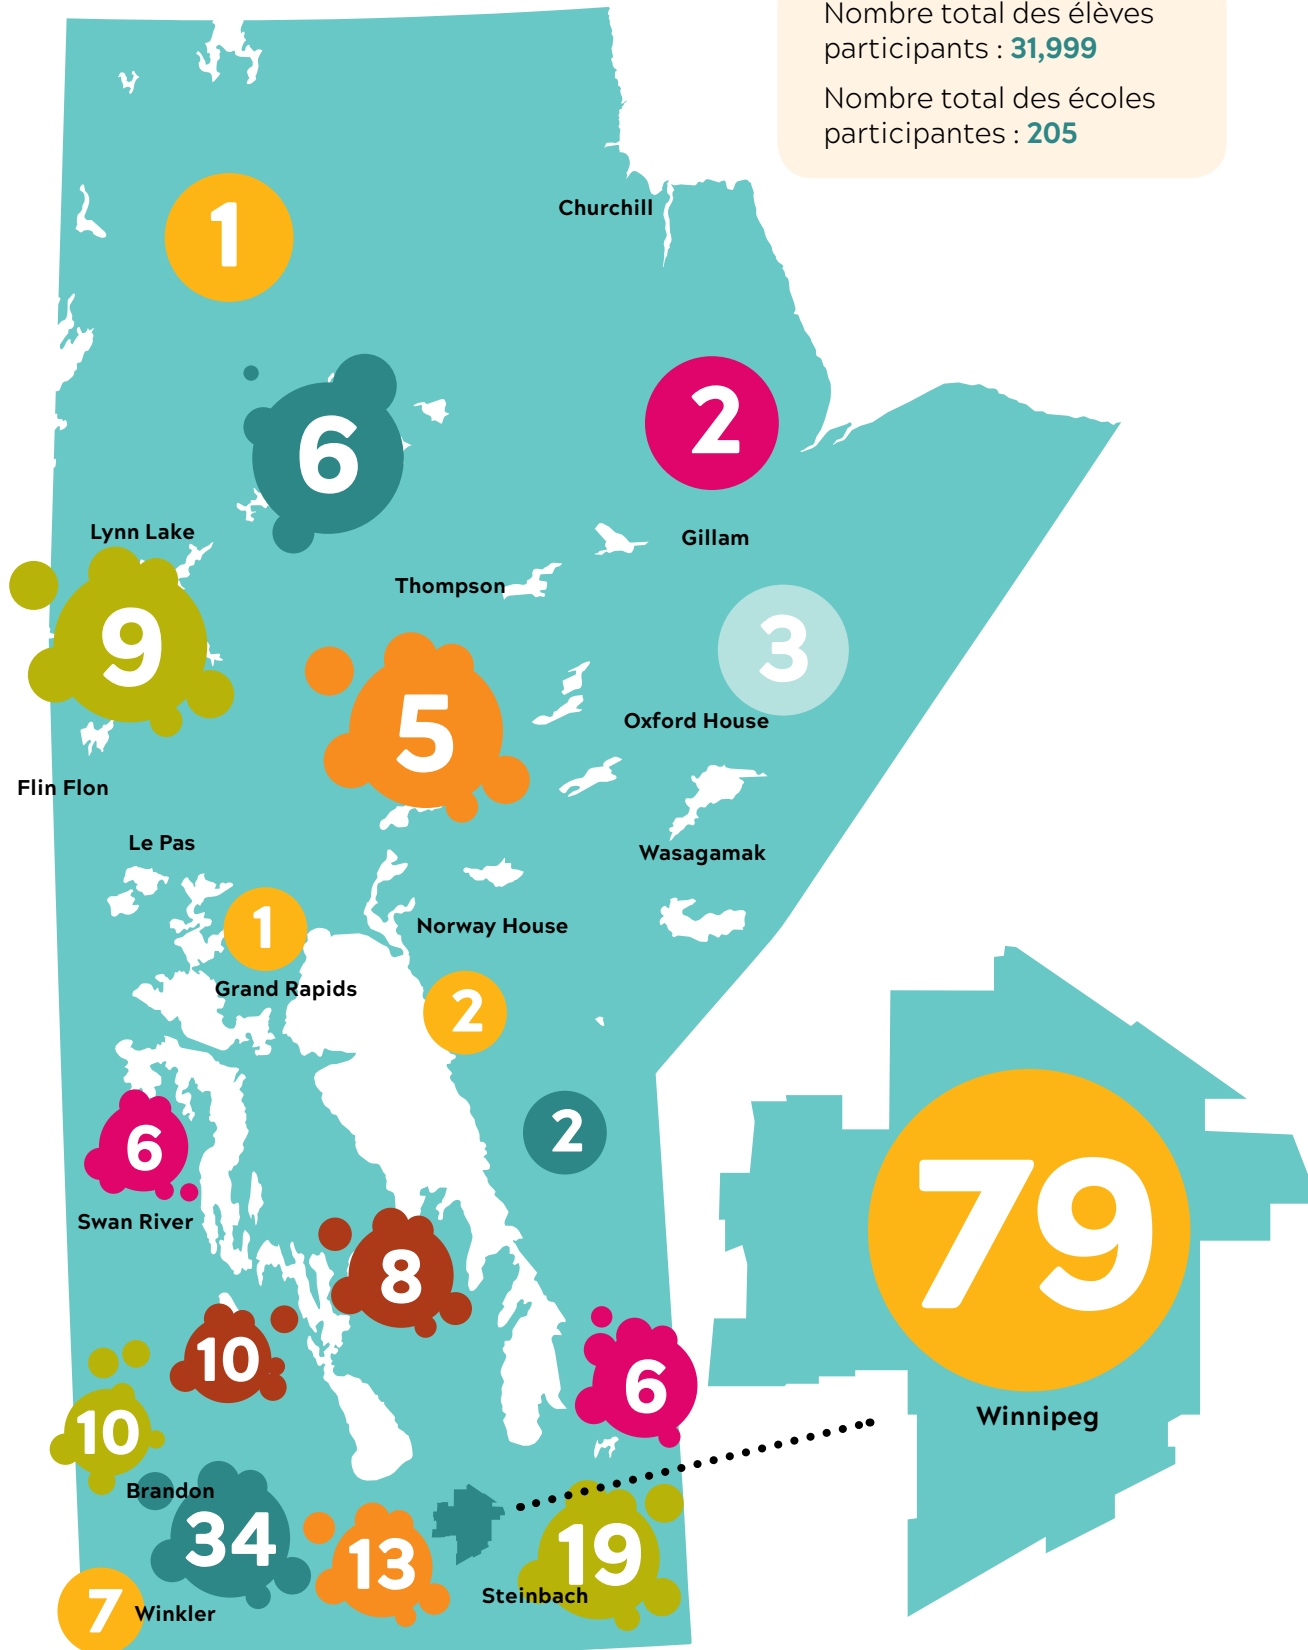 Nombre total des élèves
participants : 31,999
Nombre total des écoles
participantes : 205
Churchill
1
2
6
Lynn Lake
Gillam
Thompson
9
3
5
Oxford House
Flin Flon
Le Pas
Wasagamak
1
Norway House
Grand Rapids
2
2
6
Swan River
79
8
10
6
Winnipeg
10
Brandon
34
13
19
Steinbach
7
Winkler